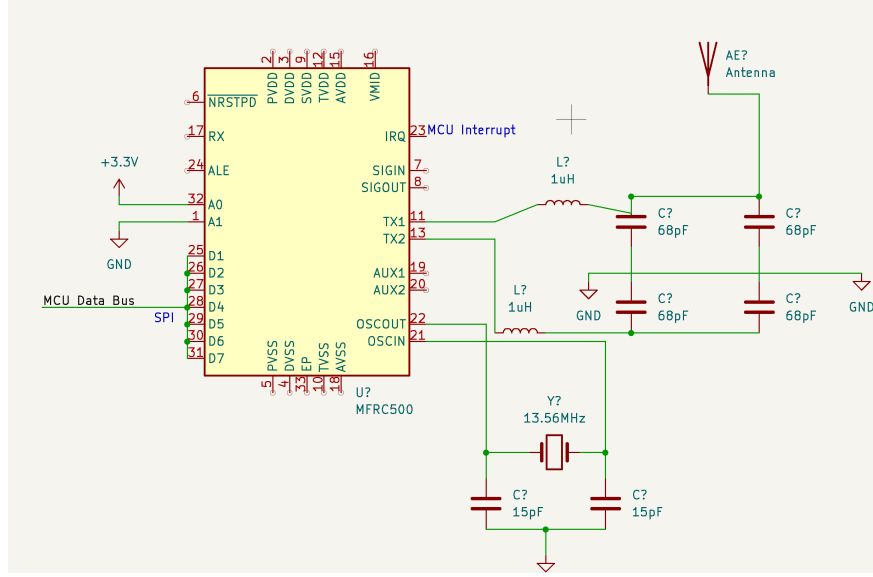 2 3 9 12 15 16
PVDD DVDD SVDD TVDD AVDD VMID
6 NRSTPD
17 RX
24 ALE
+3.3V
32 A0
1 A1
GND
25 D1
26 D2
27 D3
MCU Data Bus
28 D4
SPI
29 D5
30 D6
31 D7
IRQ 23 MCU Interrupt
SIGIN 7
SIGOUT 8
TX1 11
TX2 13
AUX1 19
AUX2 20
OSCOUT 22
OSCIN 21
PVSS DVSS EP TVSS AVSS
5 4 33 10 18
U?
MFRC500
AE?
Antenna
L?
1uH
C?
68pF
C?
68pF
L?
1uH
GND
GND
C?
68pF
C?
68pF
Y?
13.56MHz
C?
15pF
C?
15pF